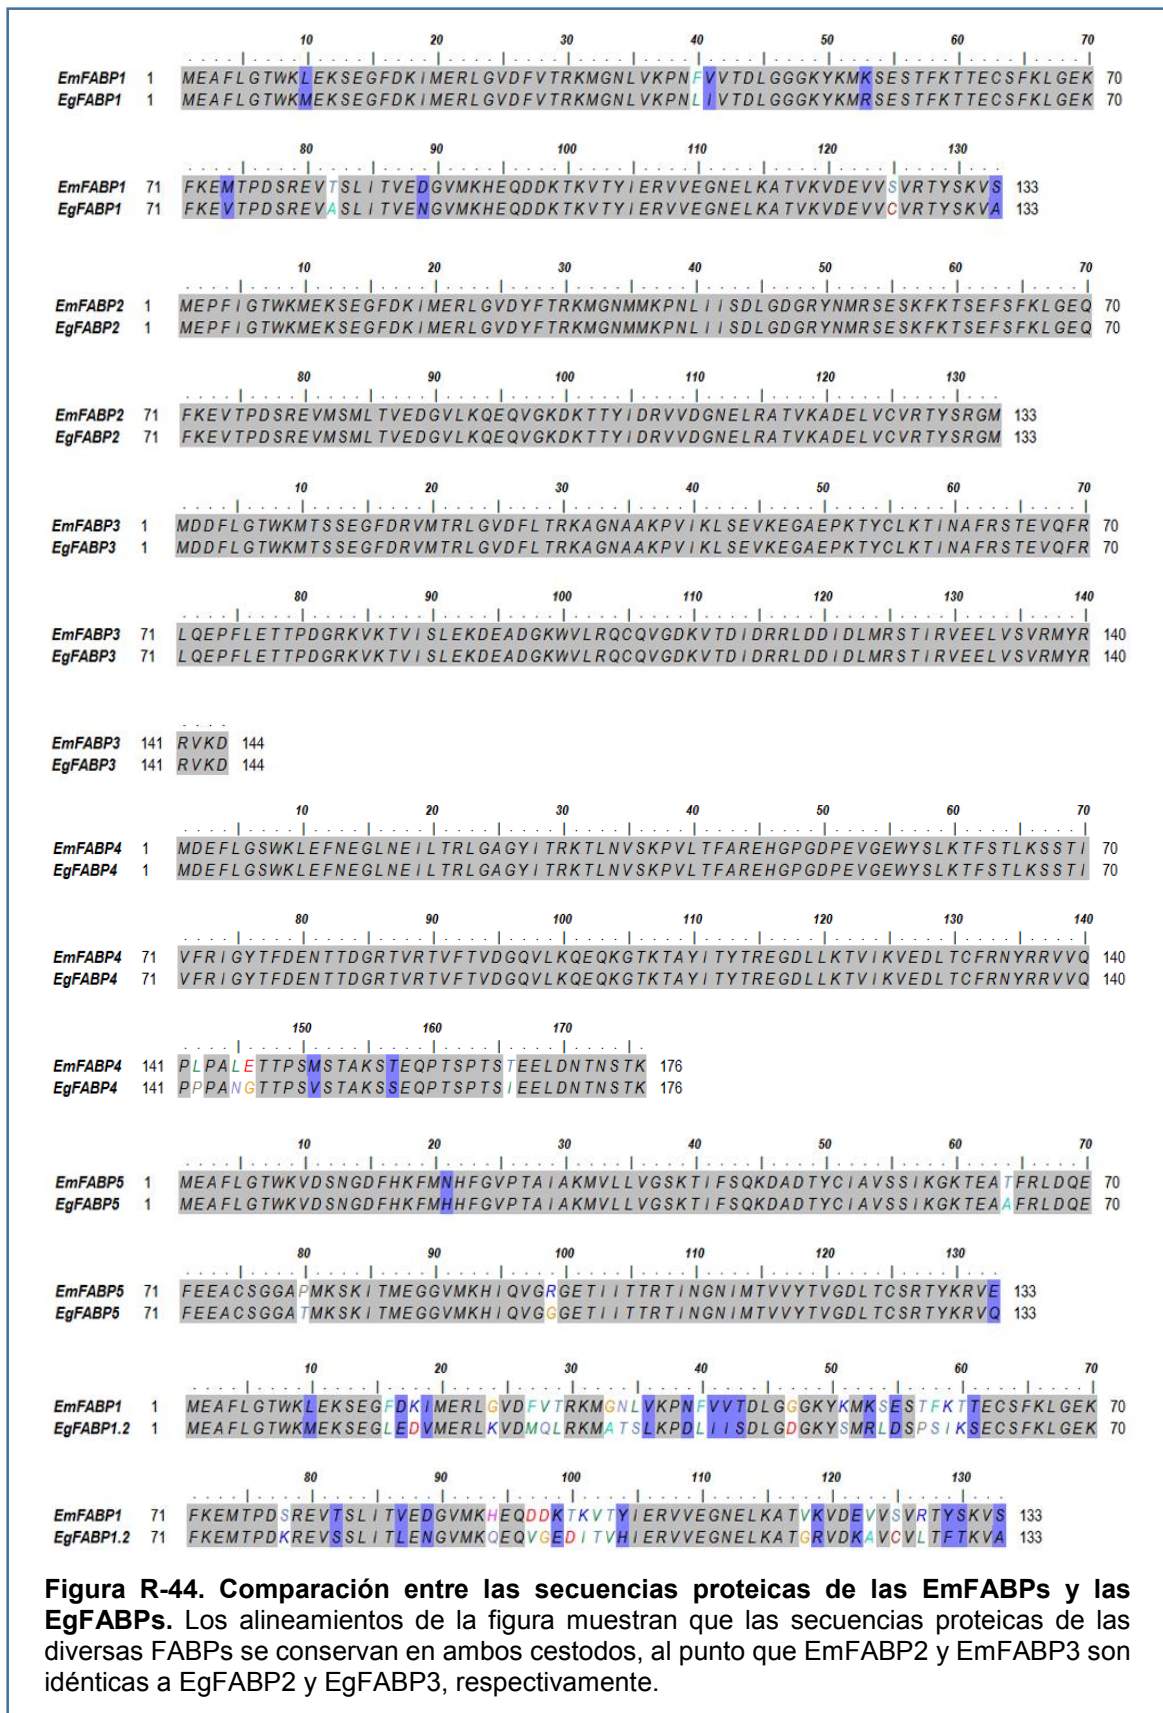 10 20 30 40 50 60 70
EmFABP1 1 MEAFLGTWKLEKSEGFDKIMERLGVDFVTRKMGNLVKPNFVVTDLGGGKYKMKSESTFKTTECSFKLGEK 70
EgFABP1 1 MEAFLGTWKMEKSEGFDKIMERLGVDFVTRKMGNLVKPNLIVTDLGGGKYKMRSESTFKTTECSFKLGEK 70
80 90 100 110 120 130
EmFABP1 71 FKEMTPDSREVTSLITVEDGVMKHEQDDKTKVTYIERVVEGNELKATVKVDEVVSVRTYSKVS 133
EgFABP1 71 FKEVTPDSREVASLITVENGVMKHEQDDKTKVTYIERVVEGNELKATVKVDEVVCVRTYSKVA 133
10 20 30 40 50 60 70
EmFABP2 1 MEPFIGTWKMEKSEGFDKIMERLGVDYFTRKMGNMMKPNLIISDLGDGRYNMRSESKFKTSEFSFKLGEQ 70
EgFABP2 1 MEPFIGTWKMEKSEGFDKIMERLGVDYFTRKMGNMMKPNLIISDLGDGRYNMRSESKFKTSEFSFKLGEQ 70
80 90 100 110 120 130
EmFABP2 71 FKEVTPDSREVMSMLTVEDGVLKQEQVGKDKTTYIDRVVDGNELRATVKADELVCVRTYSRGM 133
EgFABP2 71 FKEVTPDSREVMSMLTVEDGVLKQEQVGKDKTTYIDRVVDGNELRATVKADELVCVRTYSRGM 133
10 20 30 40 50 60 70
EmFABP3 1 MDDFLGTWKMTSSEGFDRVMTRLGVDFLTRKAGNAAKPVIKLSEVKEGAEPKTYCLKTINAFRSTEVQFR 70
EgFABP3 1 MDDFLGTWKMTSSEGFDRVMTRLGVDFLTRKAGNAAKPVIKLSEVKEGAEPKTYCLKTINAFRSTEVQFR 70
80 90 100 110 120 130 140
EmFABP3 71 LQEPFLETTPDGRKVKTVISLEKDEADGKWVLRQCQVGDKVTDIDRRLDDIDLMRSTIRVEELVSVRMYR 140
EgFABP3 71 LQEPFLETTPDGRKVKTVISLEKDEADGKWVLRQCQVGDKVTDIDRRLDDIDLMRSTIRVEELVSVRMYR 140
EmFABP3 141 RVKD 144
EgFABP3 141 RVKD 144
10 20 30 40 50 60 70
EmFABP4 1 MDEFLGSWKLEFNEGLNEILTRLGAGYITRKTLNVSKPVLTFAREHGPGDPEVGEWYSLKTFSTLKSSTI 70
EgFABP4 1 MDEFLGSWKLEFNEGLNEILTRLGAGYITRKTLNVSKPVLTFAREHGPGDPEVGEWYSLKTFSTLKSSTI 70
80 90 100 110 120 130 140
EmFABP4 71 VFRIGYTFDENTTDGRTVRTVFTVDGQVLKQEQKGTKTAYITYTREGDLLKTVIKVEDLTCFRNYRRVVQ 140
EgFABP4 71 VFRIGYTFDENTTDGRTVRTVFTVDGQVLKQEQKGTKTAYITYTREGDLLKTVIKVEDLTCFRNYRRVVQ 140
150 160 170
EmFABP4 141 PLPALETTPSMSTAKSTEQPTSPTSTEELDNTNSTK 176
EgFABP4 141 PPPANGTTPSVSTAKSSEQPTSPTSIEELDNTNSTK 176
10 20 30 40 50 60 70
EmFABP5 1 MEAFLGTWKVDSNGDFHKFMNHFGVPTAIAKMVLLVGSKTIFSQKDADTYCIAVSSIKGKTEATFRLDQE 70
EgFABP5 1 MEAFLGTWKVDSNGDFHKFMHHFGVPTAIAKMVLLVGSKTIFSQKDADTYCIAVSSIKGKTEAAFRLDQE 70
80 90 100 110 120 130
EmFABP5 71 FEEACSGGAPMKSKITMEGGVMKHIQVGRGETIITTRTINGNIMTVVYTVGDLTCSRTYKRVE 133
EgFABP5 71 FEEACSGGATMKSKITMEGGVMKHIQVGGGETIITTRTINGNIMTVVYTVGDLTCSRTYKRVQ 133
10 20 30 40 50 60 70
EmFABP1 1 MEAFLGTWKLEKSEGFDKIMERLGVDFVTRKMGNLVKPNFVVTDLGGGKYKMKSESTFKTTECSFKLGEK 70
EgFABP1.2 1 MEAFLGTWKMEKSEGLEDVMERLKVDMQLRKMATSLKPDLIISDLGDGKYSMRLDSPSIKSECSFKLGEK 70
80 90 100 110 120 130
EmFABP1 71 FKEMTPDSREVTSLITVEDGVMKHEQDDKTKVTYIERVVEGNELKATVKVDEVVSVRTYSKVS 133
EgFABP1.2 71 FKEMTPDKREVSSLITLENGVMKQEQVGEDITVHIERVVEGNELKATGRVDKAVCVLTFTKVA 133
Figura R-44. Comparación entre las secuencias proteicas de las EmFABPs y las
EgFABPs. Los alineamientos de la figura muestran que las secuencias proteicas de las
diversas FABPs se conservan en ambos cestodos, al punto que EmFABP2 y EmFABP3 son
idénticas a EgFABP2 y EgFABP3, respectivamente.